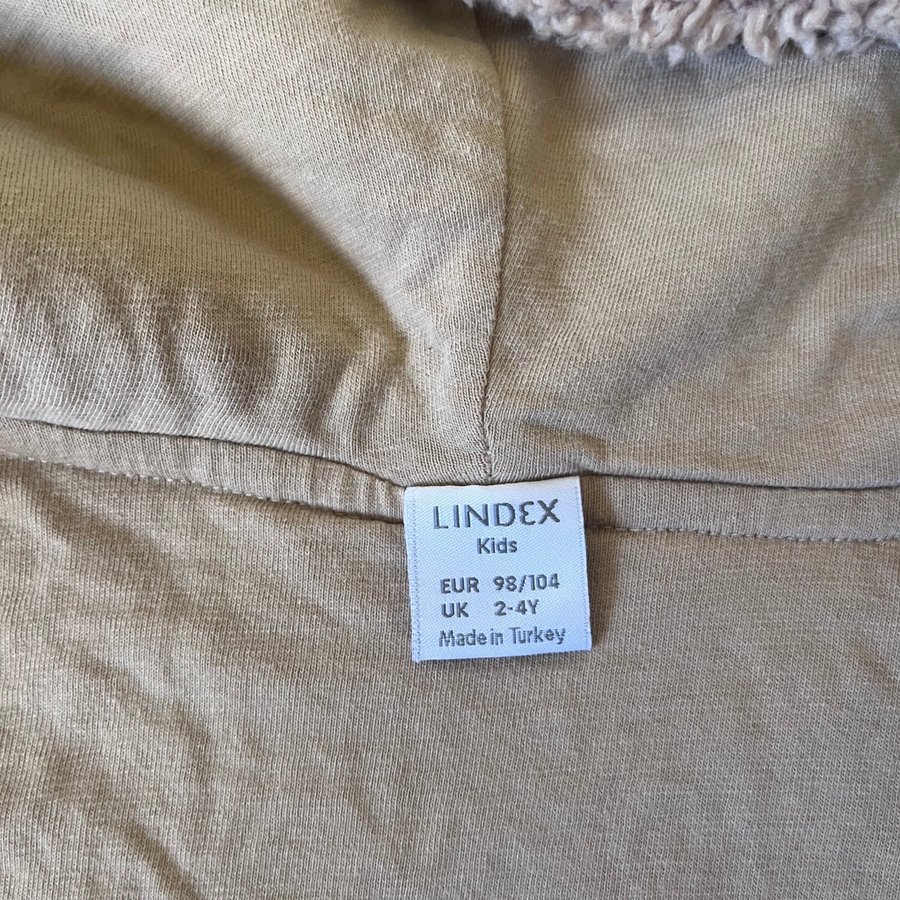 LINDEX
Kids
EUR 98/104
UK 2-4Y
Made in Turkey